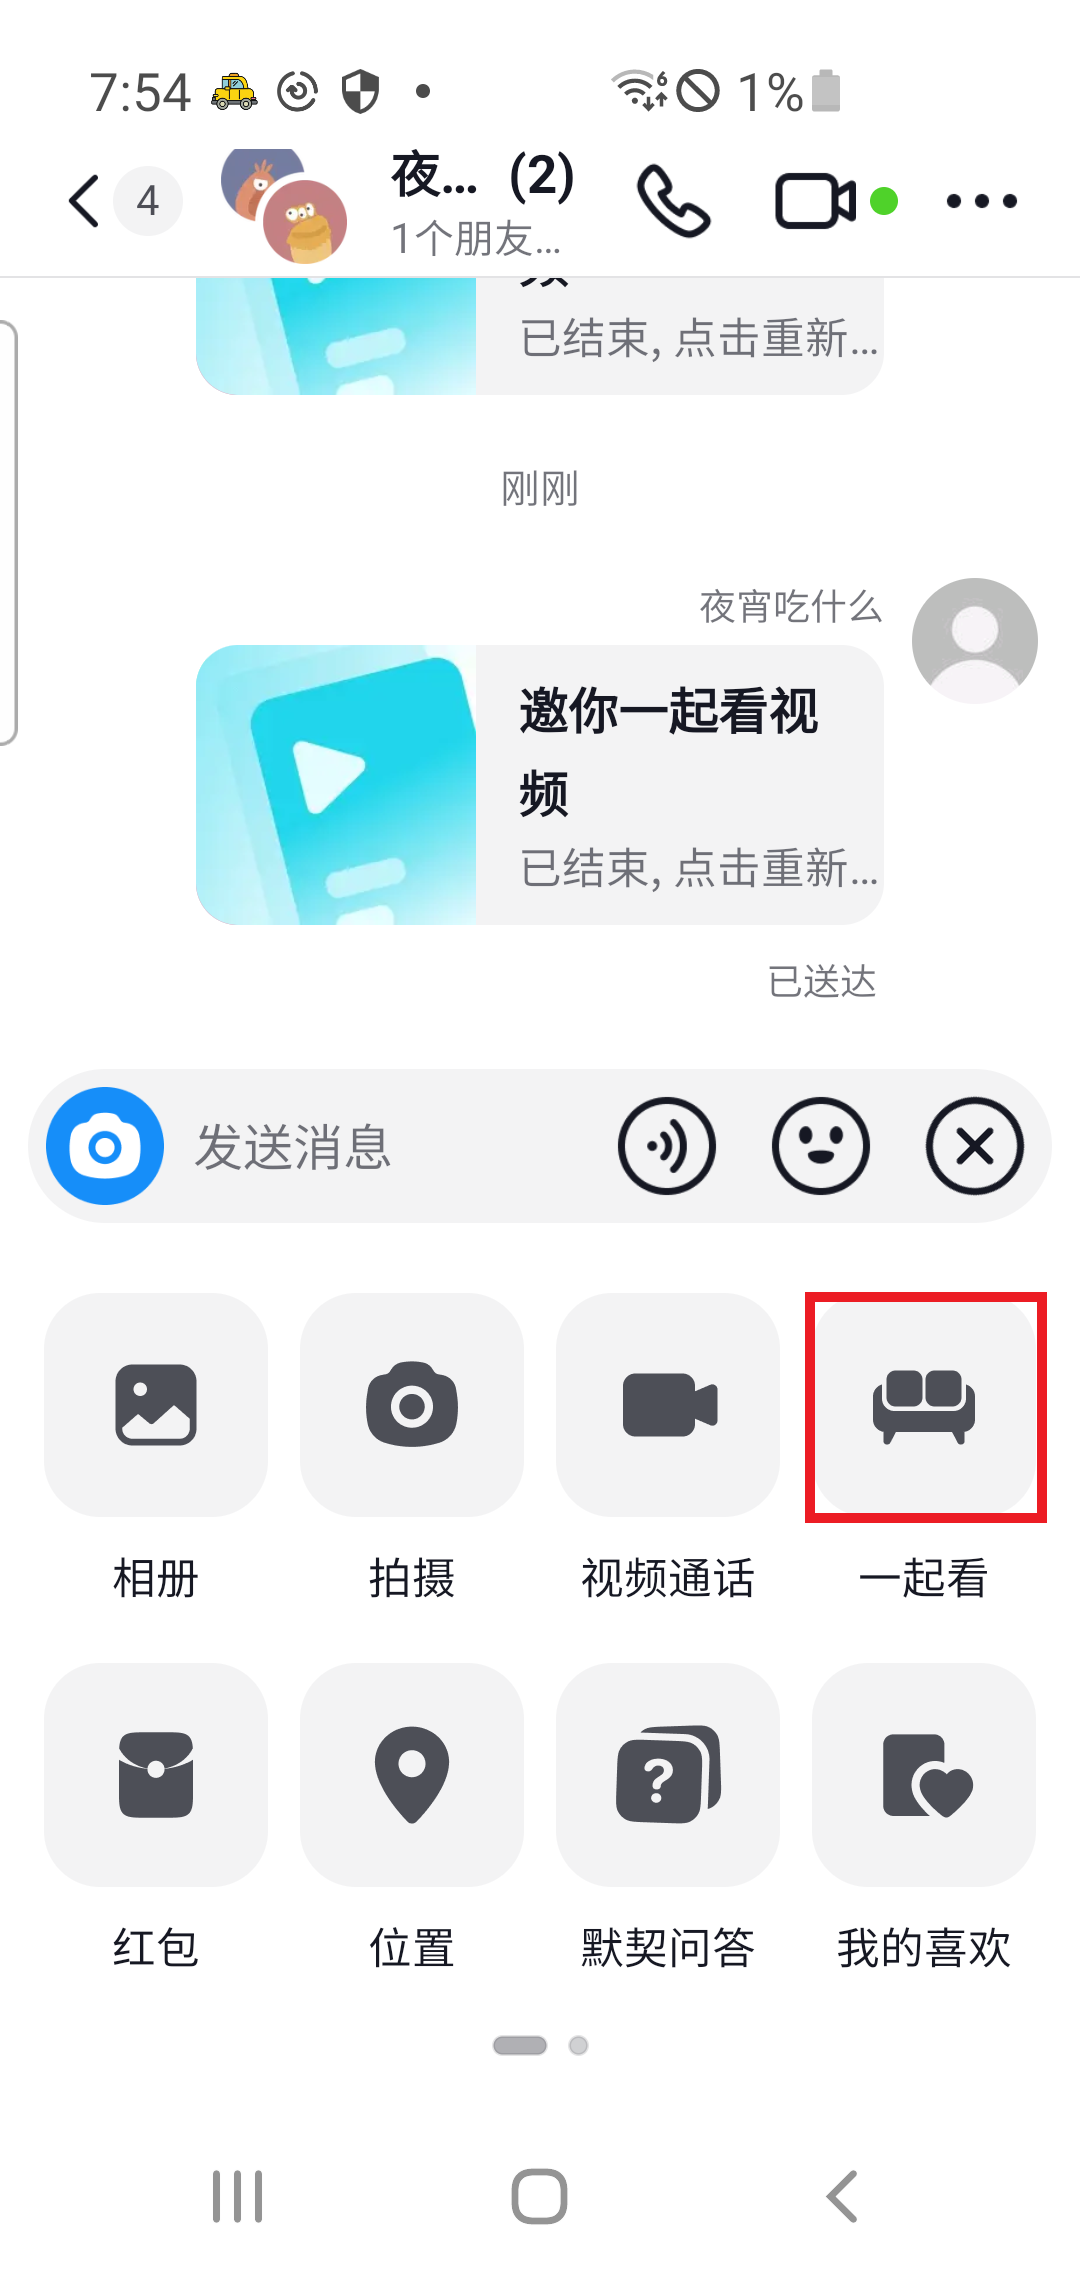 7:54
6
1%
4
夜... (2)
1个朋友...
已结束, 点击重新...
刚刚
夜宵吃什么
邀你一起看视
频
已结束, 点击重新...
已送达
发送消息
相册
拍摄
视频通话
一起看
?
红包
位置
默契问答
我的喜欢